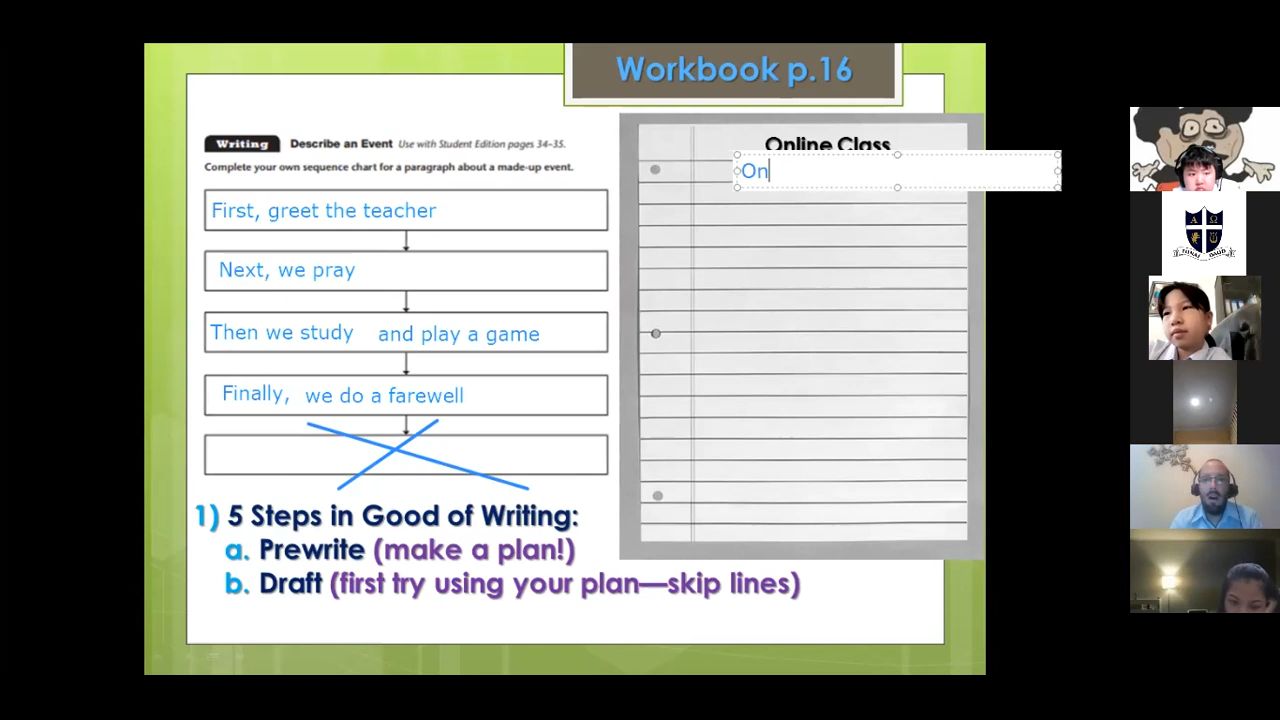 Workbook p.16
Writing Describe an Event Use with Student Edition pages 34–35.
Complete your own sequence chart for a paragraph about a made-up event.
First, greet the teacher
Next, we pray
Then we study and play a game
Finally, we do a farewell
1) 5 Steps in Good of Writing:
a. Prewrite (make a plan!)
b. Draft (first try using your plan—skip lines)
Online Class
On
Α Ω